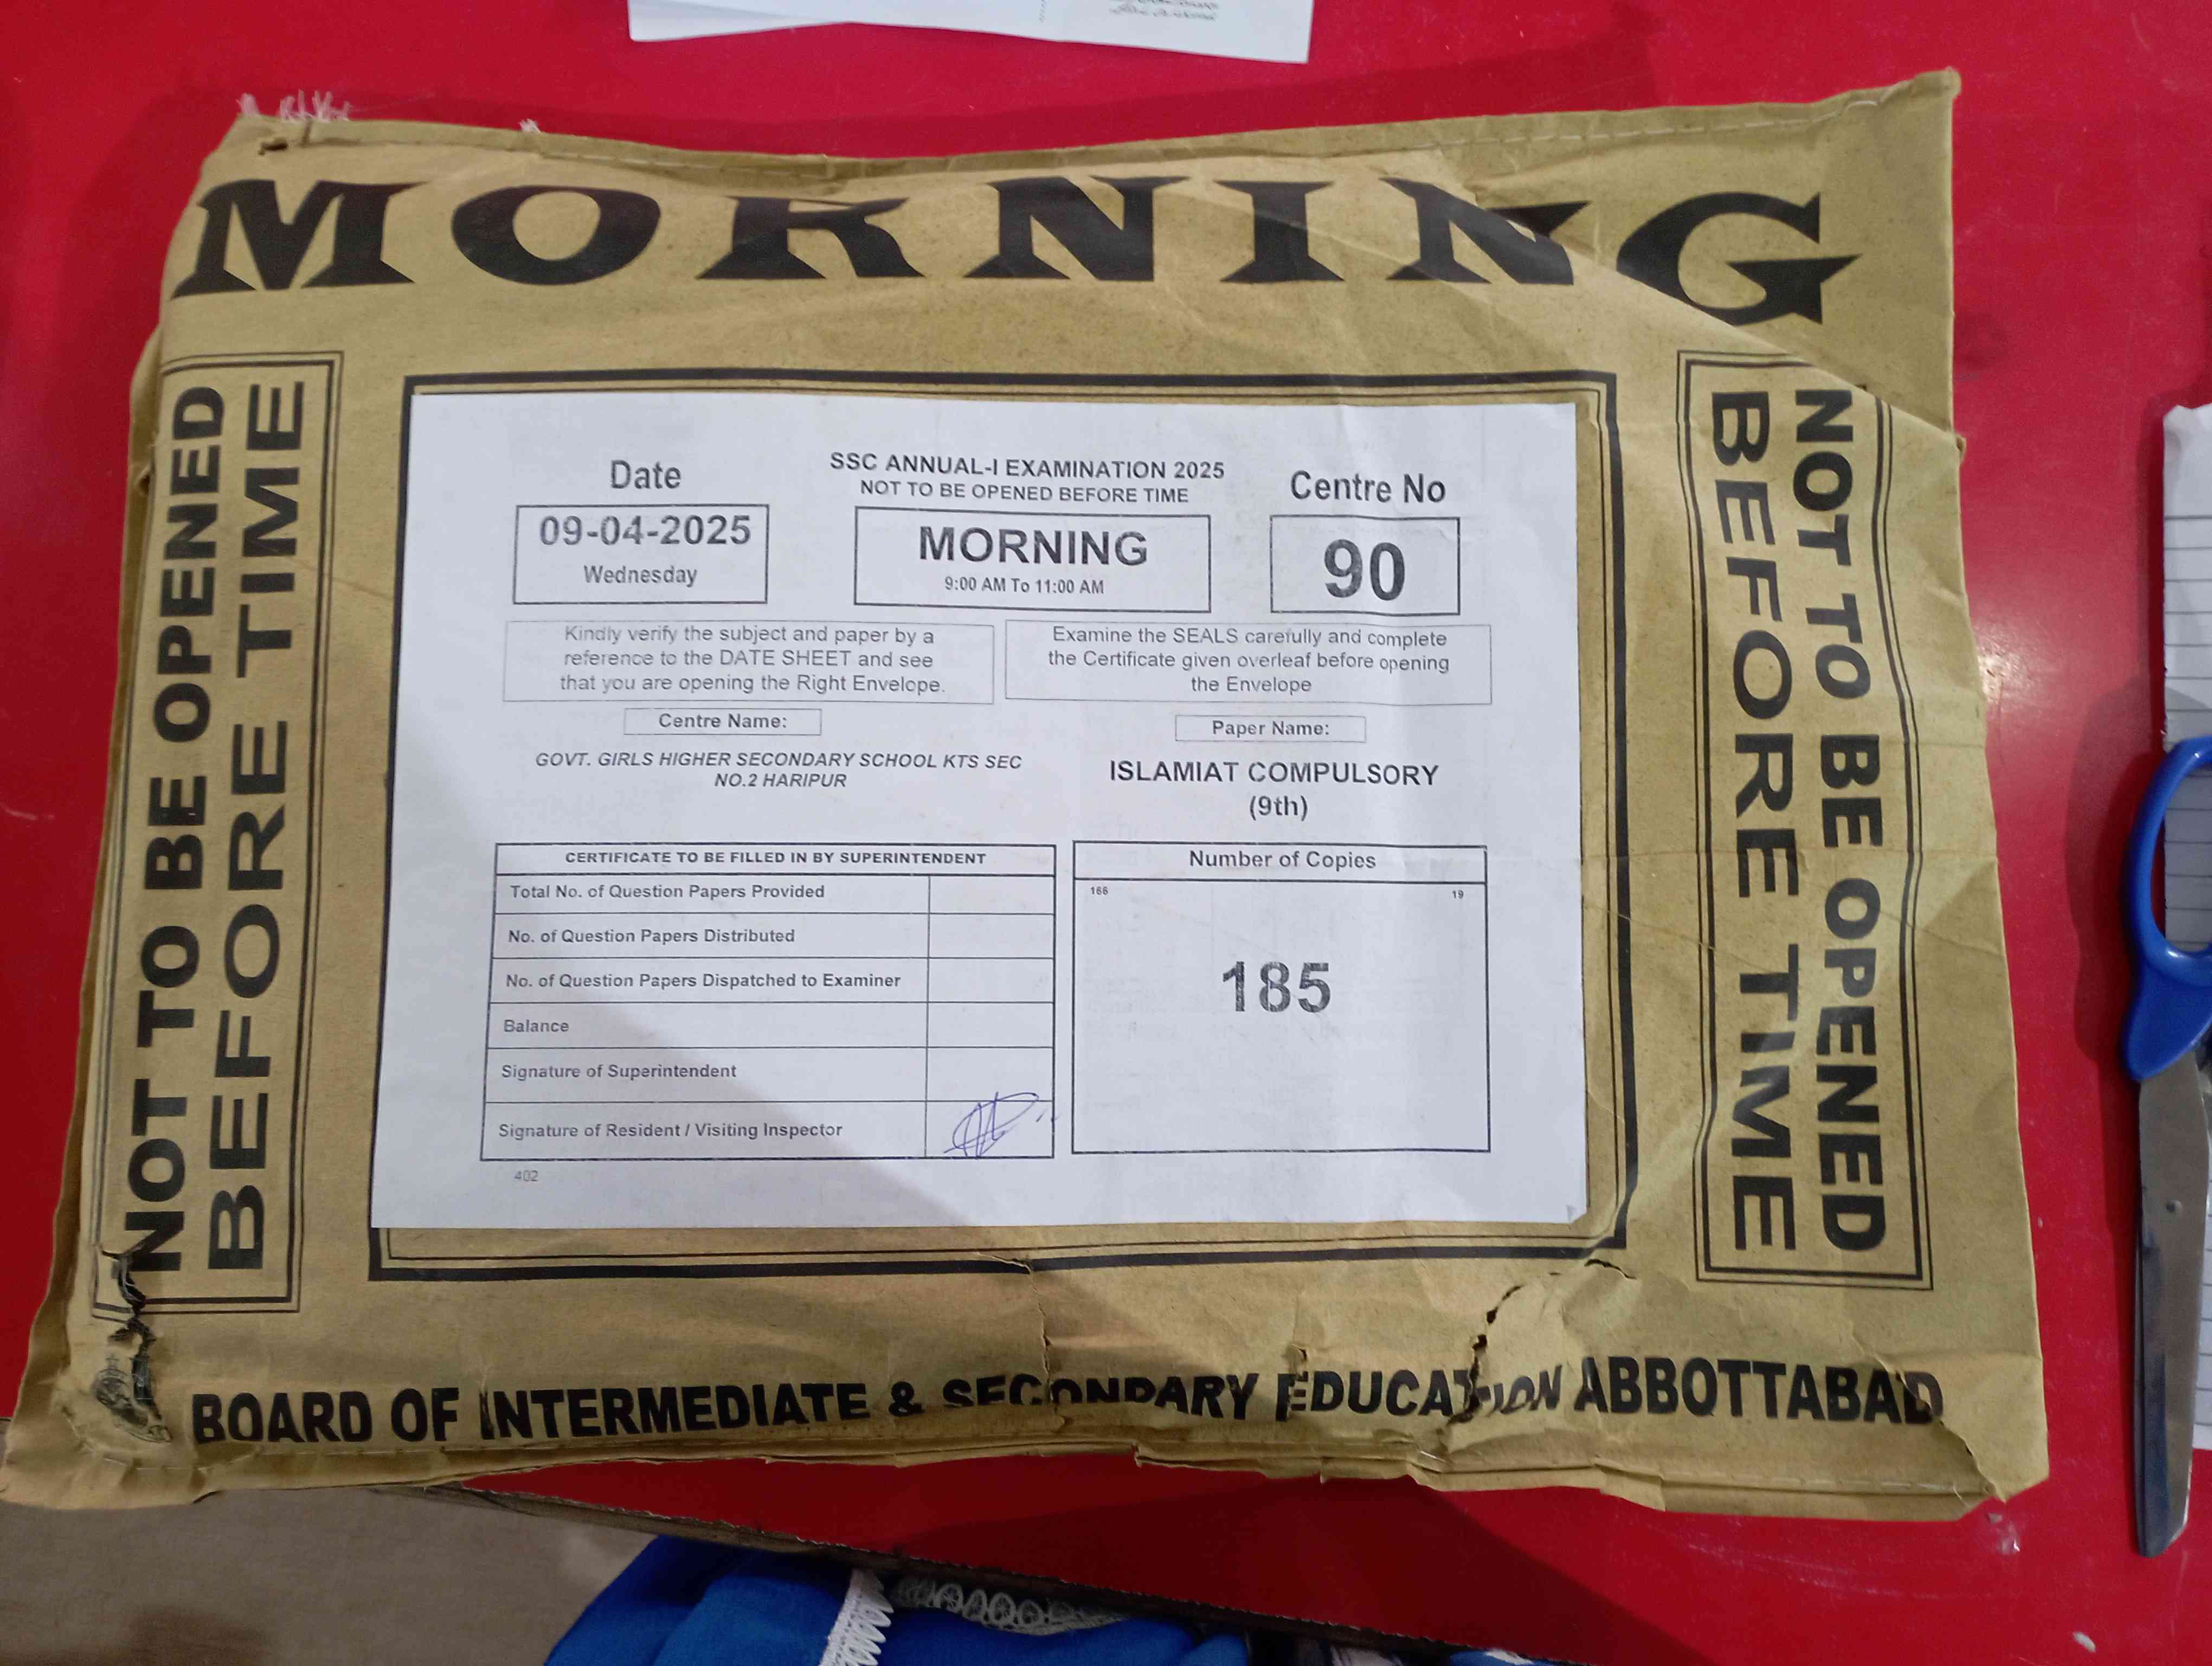 MORNING
NOT TO BE OPENED
BEFORE TIME
Date
09-04-2025
Wednesday
SSC ANNUAL-I EXAMINATION 2025
NOT TO BE OPENED BEFORE TIME
MORNING
9:00 AM To 11:00 AM
Centre No
90
Kindly verify the subject and paper by a
reference to the DATE SHEET and see
that you are opening the Right Envelope.
Examine the SEALS carefully and complete
the Certificate given overleaf before opening
the Envelope
Centre Name:
GOVT. GIRLS HIGHER SECONDARY SCHOOL KTS SEC
NO.2 HARIPUR
Paper Name:
ISLAMIAT COMPULSORY
(9th)
CERTIFICATE TO BE FILLED IN BY SUPERINTENDENT
Total No. of Question Papers Provided
No. of Question Papers Distributed
No. of Question Papers Dispatched to Examiner
Balance
Signature of Superintendent
Signature of Resident / Visiting Inspector
402
Number of Copies
166 19
185
NOT TO BE OPENED
BEFORE TIME
BOARD OF INTERMEDIATE & SECONDARY EDUCATION ABBOTTABAD